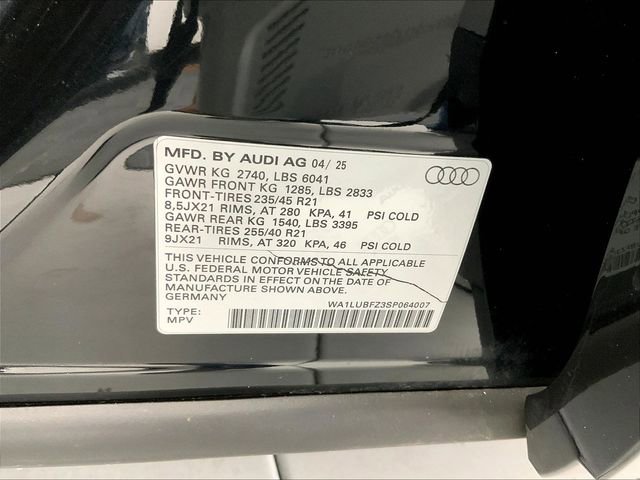 MFD. BY AUDI AG 04/ 25
GVWR KG 2740, LBS 6041
GAWR FRONT KG 1285, LBS 2833
FRONT-TIRES 235/45 R21
8,5JX21 RIMS, AT 280 KPA, 41 PSI COLD
GAWR REAR KG 1540, LBS 3395
REAR-TIRES 255/40 R21
9JX21 RIMS, AT 320 KPA, 46 PSI COLD
THIS VEHICLE CONFORMS TO ALL APPLICABLE
U.S. FEDERAL MOTOR VEHICLE SAFETY
STANDARDS IN EFFECT ON THE DATE OF
MANUFACTURE SHOWN ABOVE.
GERMANY WA1LUBFZ3SP064007
TYPE:
MPV